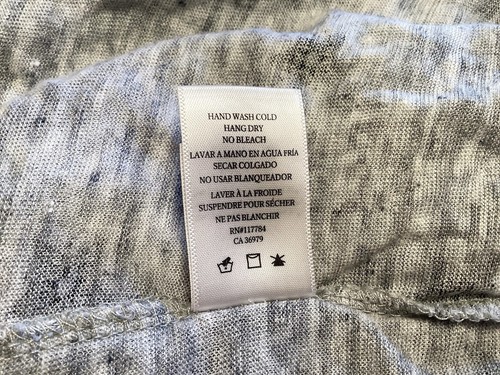 HAND WASH COLD
HANG DRY
NO BLEACH
LAVAR A MANO EN AGUA FRÍA
SECAR COLGADO
NO USAR BLANQUEADOR
LAVER À LA FROIDE
SUSPENDRE POUR SÉCHER
NE PAS BLANCHIR
RN#117784
CA 36979